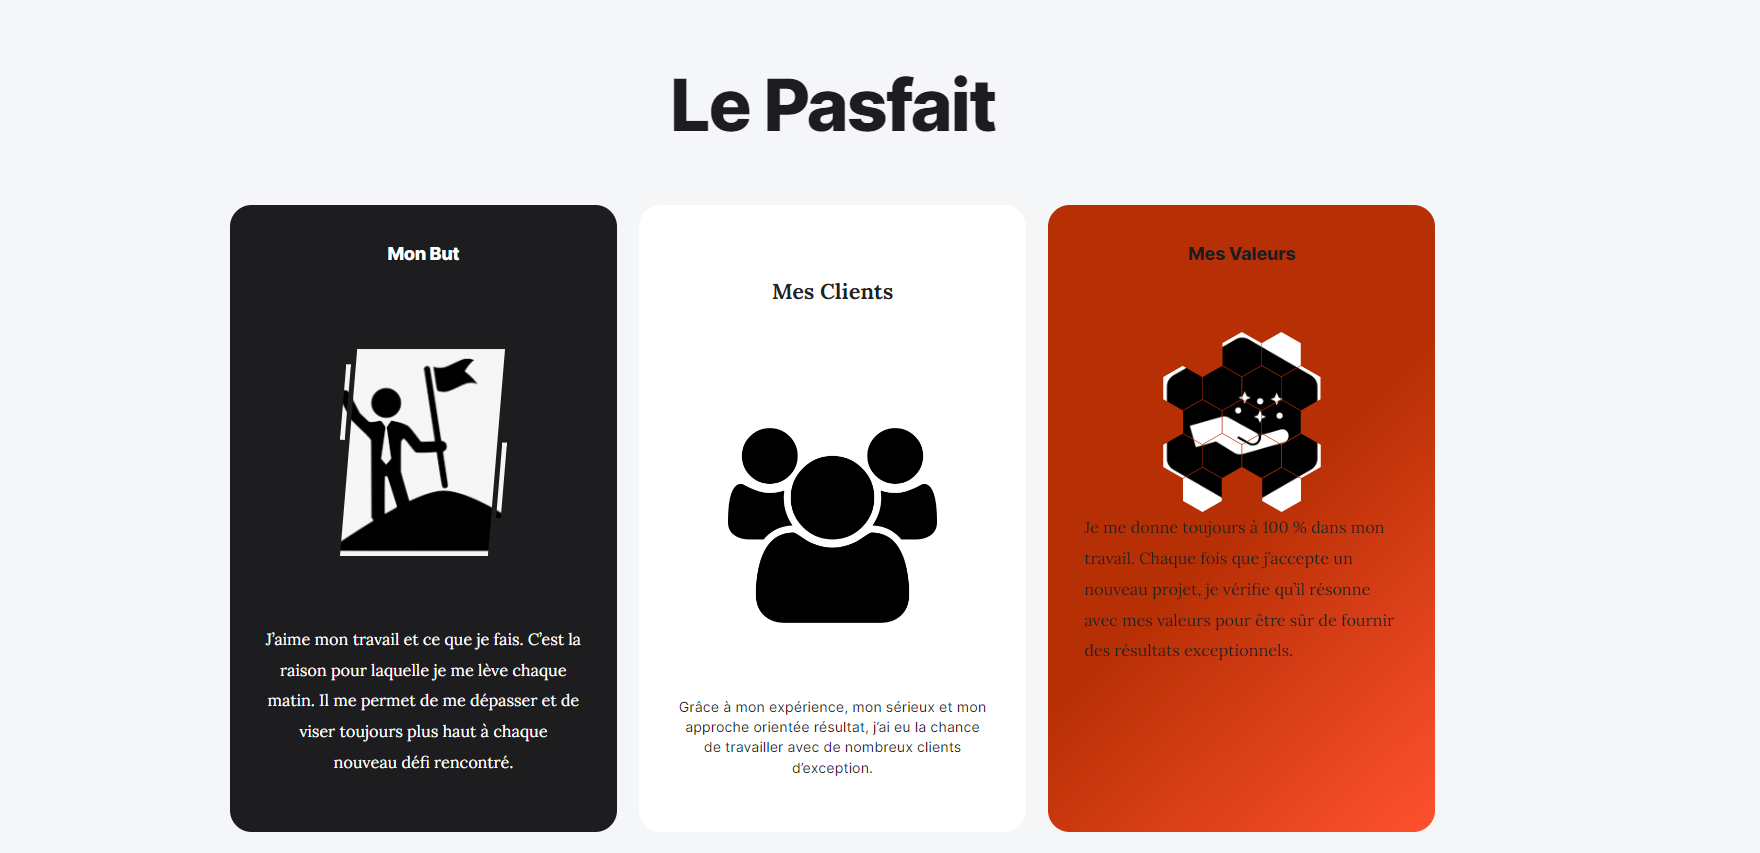 Le Pasfait
Mon But
J’aime mon travail et ce que je fais. C’est la
raison pour laquelle je me lève chaque
matin. Il me permet de me dépasser et de
viser toujours plus haut à chaque
nouveau défi rencontré.
Mes Clients
Grâce à mon expérience, mon sérieux et mon
approche orientée résultat, j’ai eu la chance
de travailler avec de nombreux clients
d’exception.
Mes Valeurs
Je me donne toujours à 100 % dans mon
travail. Chaque fois que j’accepte un
nouveau projet, je vérifie qu’il résonne
avec mes valeurs pour être sûr de fournir
des résultats exceptionnels.